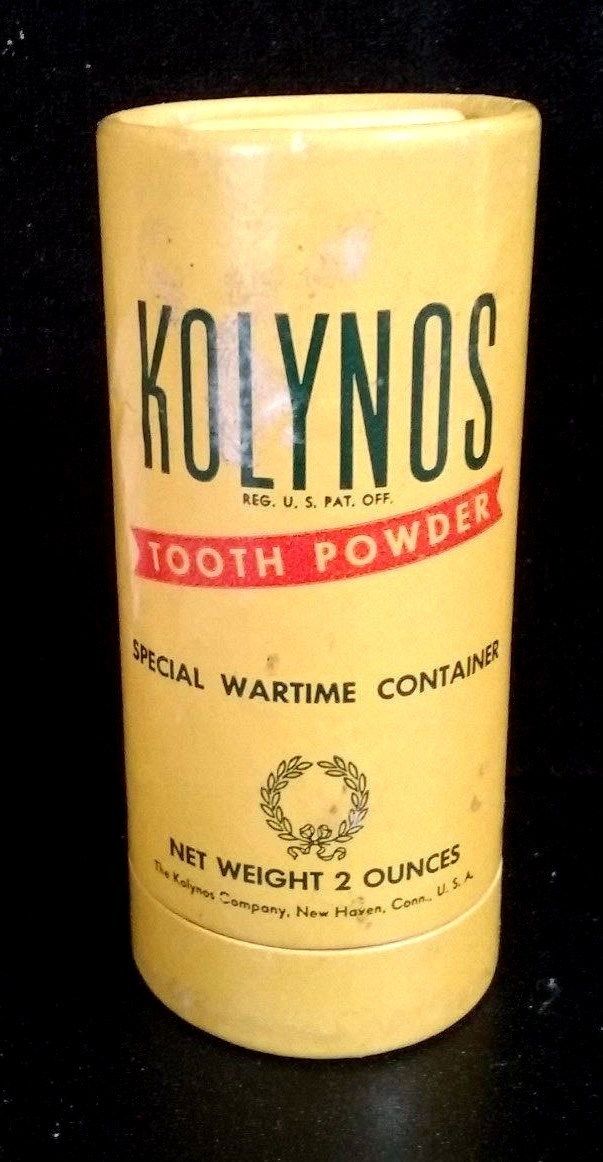 KOLYNOS
REG. U. S. PAT. OFF.
TOOTH POWDER
SPECIAL WARTIME CONTAINER
NET WEIGHT 2 OUNCES
The Kolynos Company, New Haven, Conn., U. S. A.